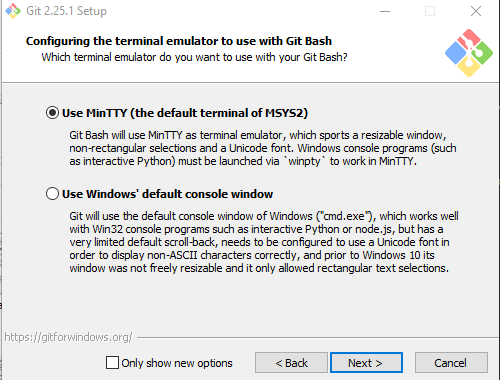 Git 2.25.1 Setup
Configuring the terminal emulator to use with Git Bash
Which terminal emulator do you want to use with your Git Bash?
Use MinTTY (the default terminal of MSYS2)
Git Bash will use MinTTY as terminal emulator, which sports a resizable window,
non-rectangular selections and a Unicode font. Windows console programs (such
as interactive Python) must be launched via `winpty` to work in MinTTY.
Use Windows' default console window
Git will use the default console window of Windows ("cmd.exe"), which works well
with Win32 console programs such as interactive Python or node.js, but has a
very limited default scroll-back, needs to be configured to use a Unicode font in
order to display non-ASCII characters correctly, and prior to Windows 10 its
window was not freely resizable and it only allowed rectangular text selections.
https://gitforwindows.org/
Only show new options
< Back
Next >
Cancel